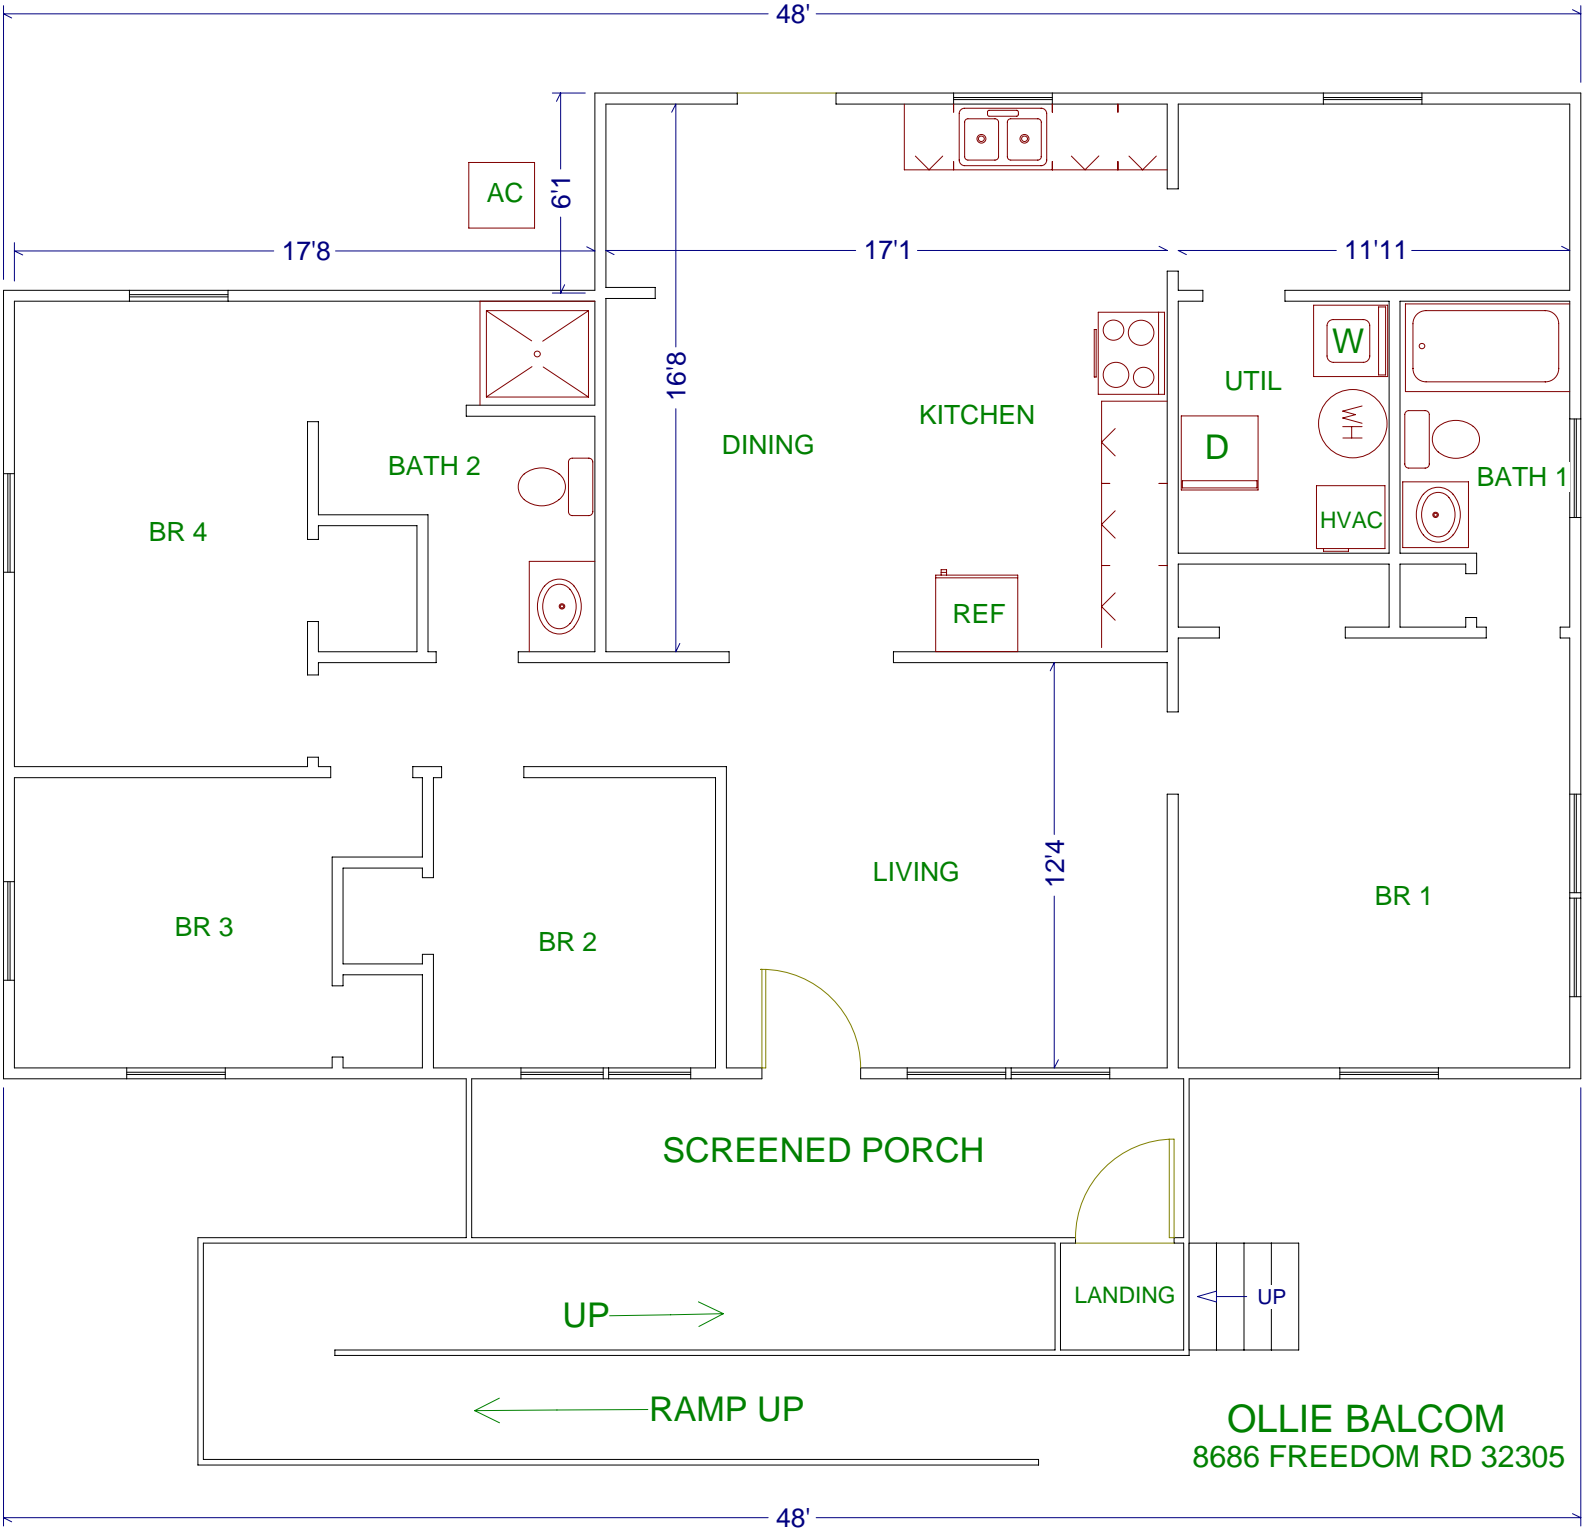 48'
AC
6'1
17'8
17'1
11'11
16'8
W
UTIL
KITCHEN
DINING
WH
D
BATH 2
BATH 1
HVAC
BR 4
REF
12'4
LIVING
BR 1
BR 3
BR 2
SCREENED PORCH
LANDING
UP
UP
RAMP UP
OLLIE BALCOM
8686 FREEDOM RD 32305
48'